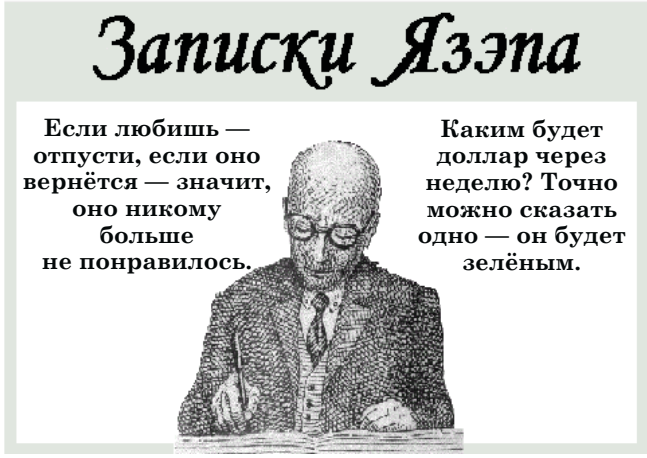 Записки Язэпа
Если любишь —
отпусти, если оно
вернётся — значит,
оно никому
больше
не понравилось.
Каким будет
доллар через
неделю? Точно
можно сказать
одно — он будет
зелёным.